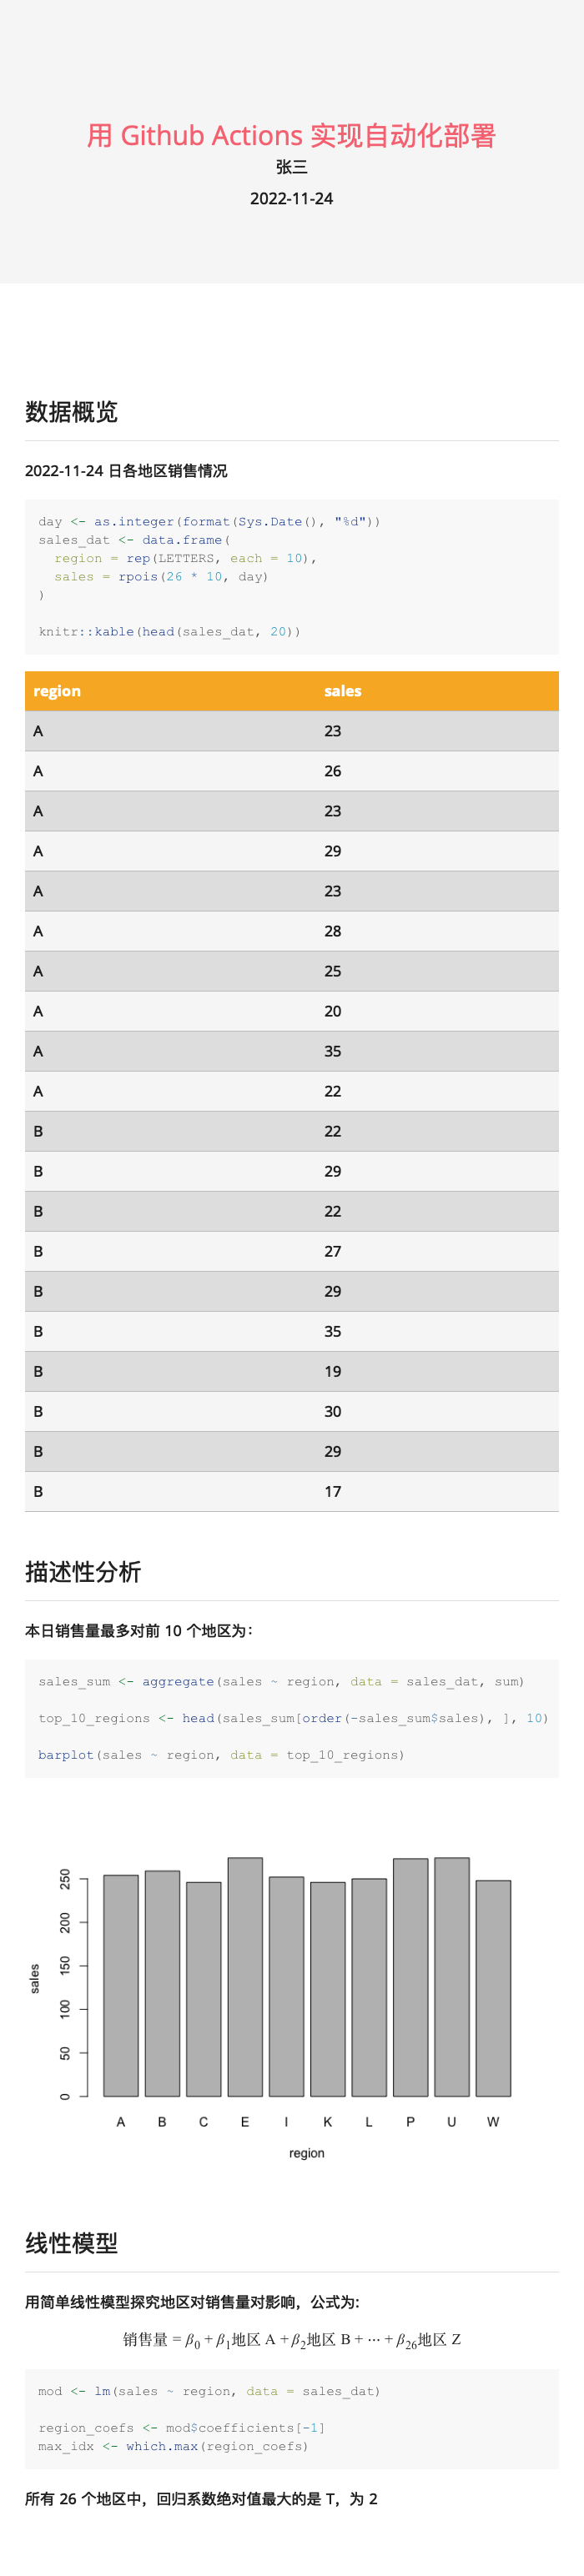 用 Github Actions 实现自动化部署
张三
2022-11-24
数据概览
2022-11-24 日各地区销售情况
day <- as.integer(format(Sys.Date(), "%d"))
sales_dat <- data.frame(
  region = rep(LETTERS, each = 10),
  sales = rpois(26 * 10, day)
)
knitr::kable(head(sales_dat, 20))
region sales
A 23
A 26
A 23
A 29
A 23
A 28
A 25
A 20
A 35
A 22
B 22
B 29
B 22
B 27
B 29
B 35
B 19
B 30
B 29
B 17
描述性分析
本日销售量最多对前 10 个地区为：
sales_sum <- aggregate(sales ~ region, data = sales_dat, sum)
top_10_regions <- head(sales_sum[order(-sales_sum$sales), ], 10)
barplot(sales ~ region, data = top_10_regions)
250
200
150
100
50
0
sales
A B C E I K L P U W
region
线性模型
用简单线性模型探究地区对销售量对影响，公式为:
销售量 = β0 + β1地区 A + β2地区 B + ⋯ + β26地区 Z
mod <- lm(sales ~ region, data = sales_dat)
region_coefs <- mod$coefficients[-1]
max_idx <- which.max(region_coefs)
所有 26 个地区中，回归系数绝对值最大的是 T，为 2